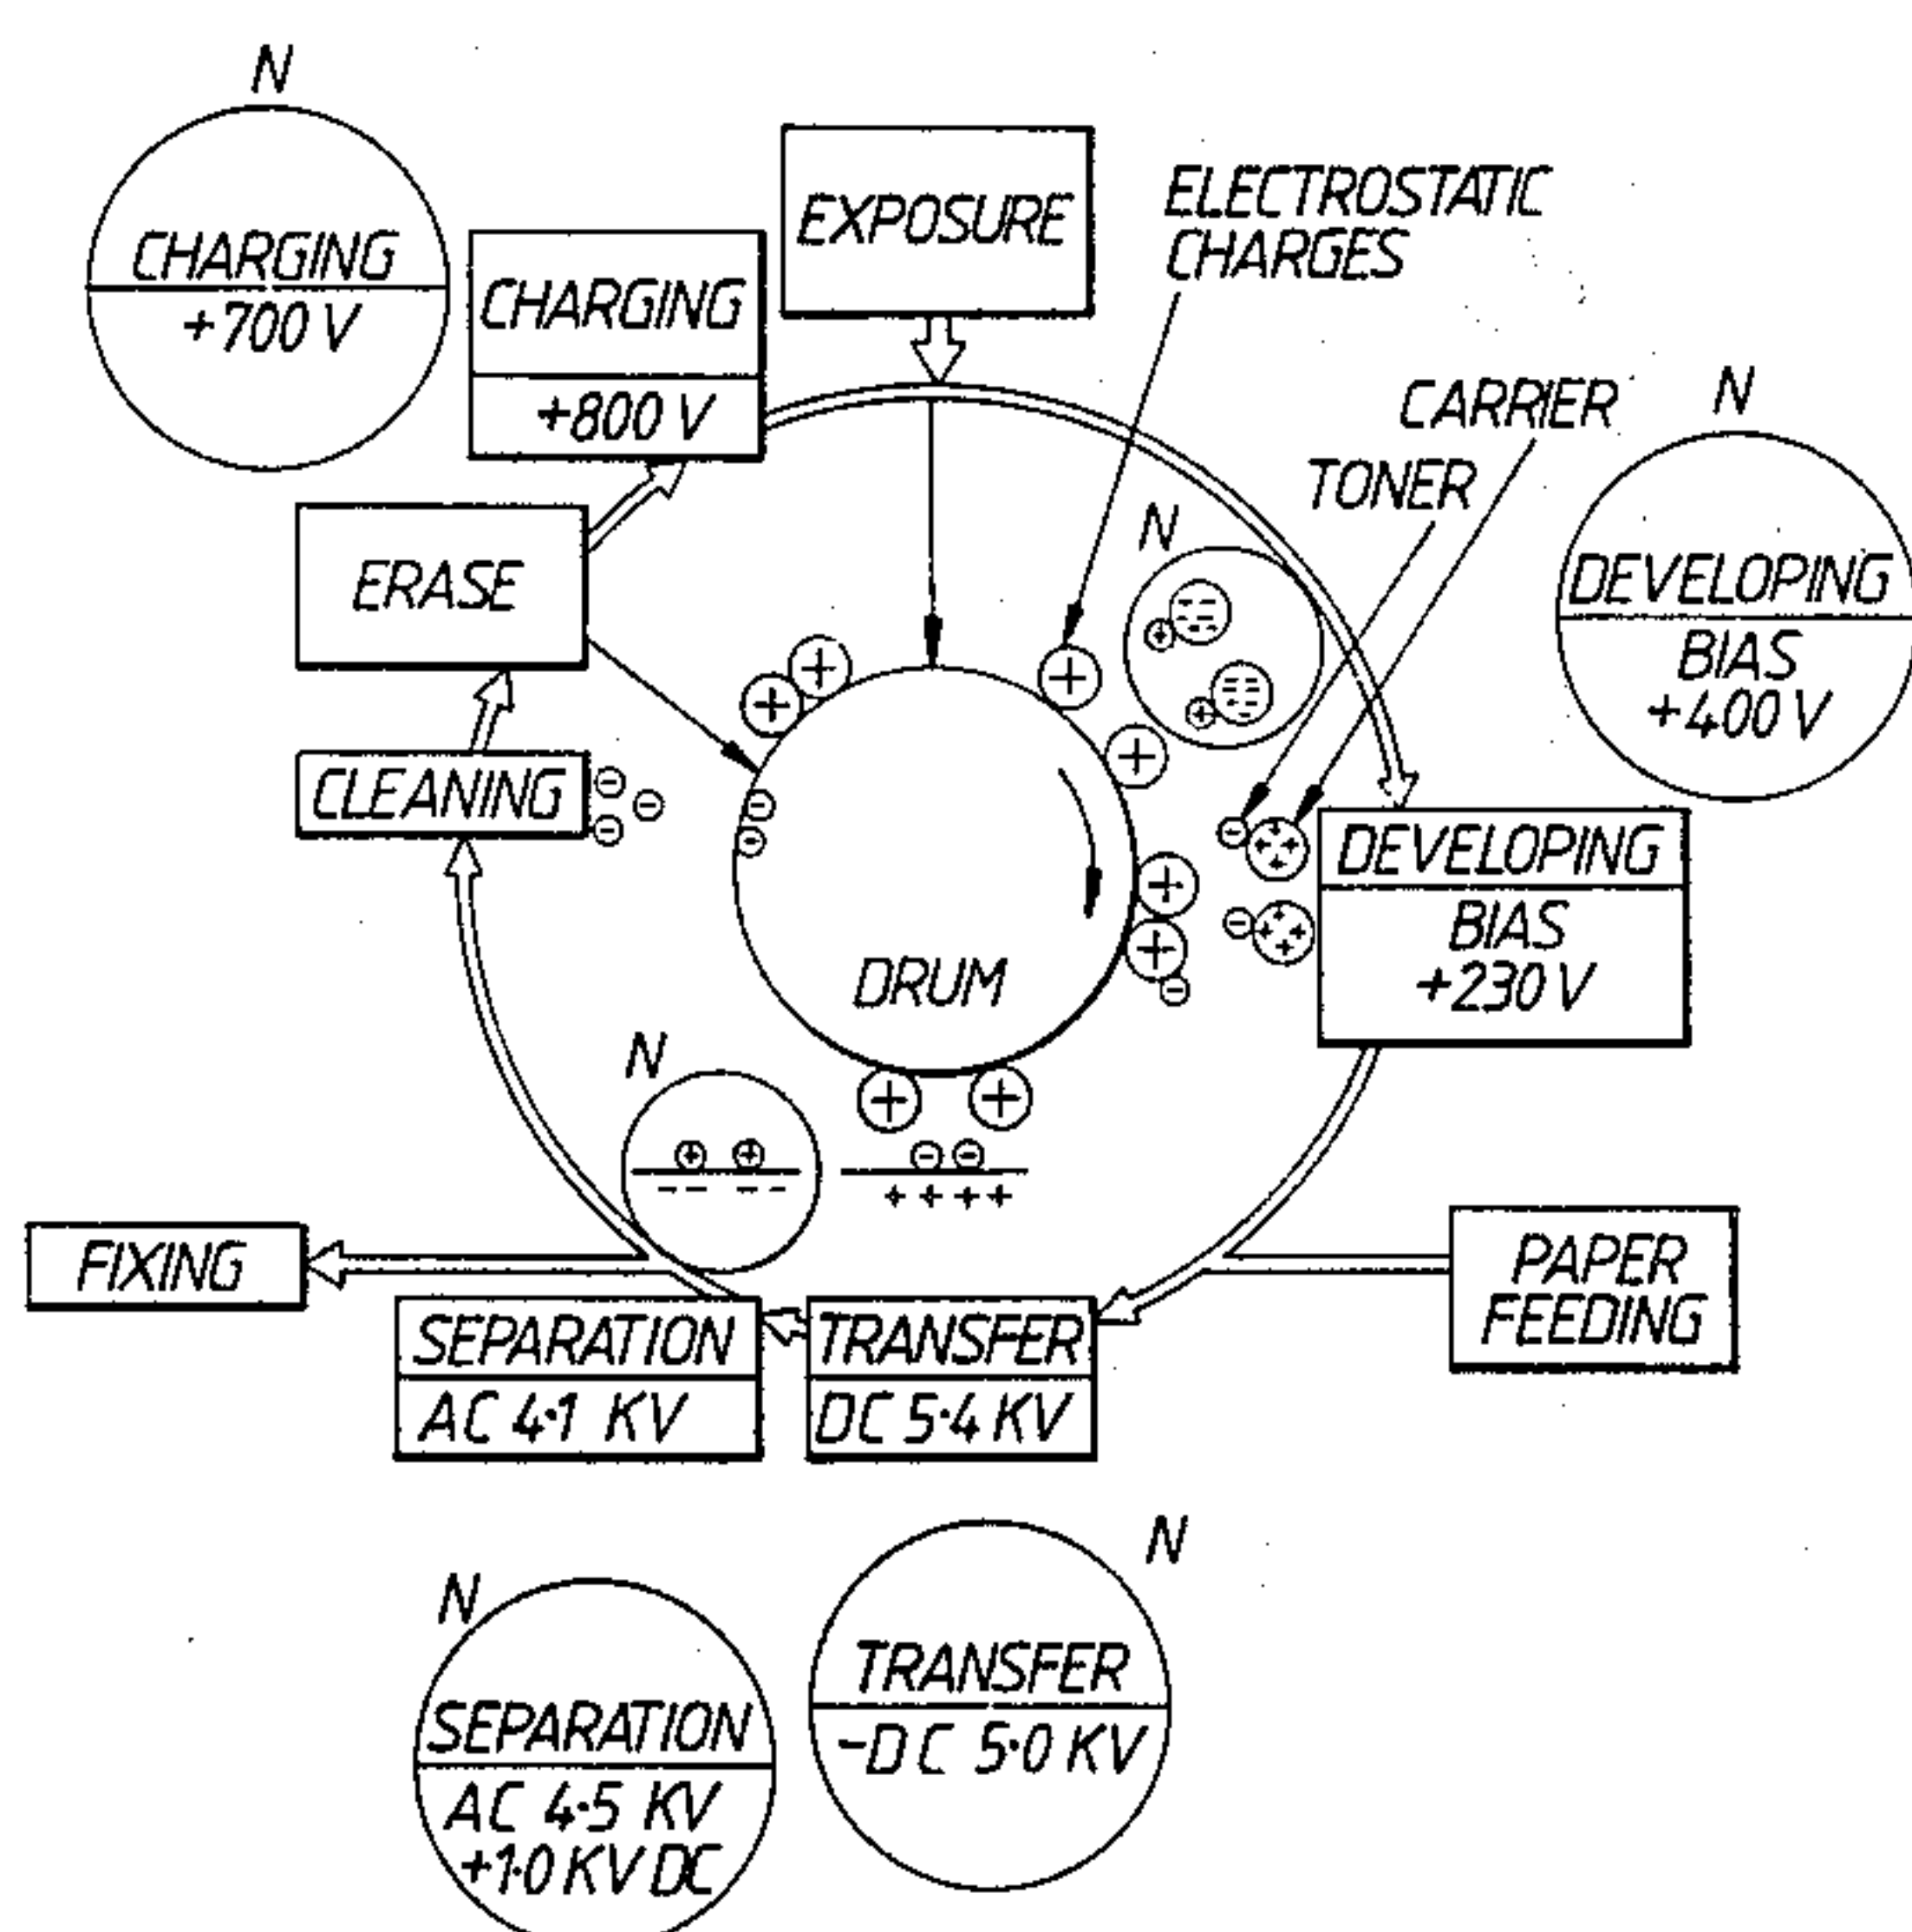 N
CHARGING
+700 V
CHARGING
+800 V
EXPOSURE
ELECTROSTATIC
CHARGES
CARRIER
TONER
N
DEVELOPING
BIAS
+400 V
ERASE
N
CLEANING
DEVELOPING
BIAS
+230 V
DRUM
N
FIXING
SEPARATION
AC 4·1 KV
TRANSFER
DC 5·4 KV
PAPER
FEEDING
N
SEPARATION
AC 4·5 KV
+1·0 KV DC
N
TRANSFER
-DC 5·0 KV